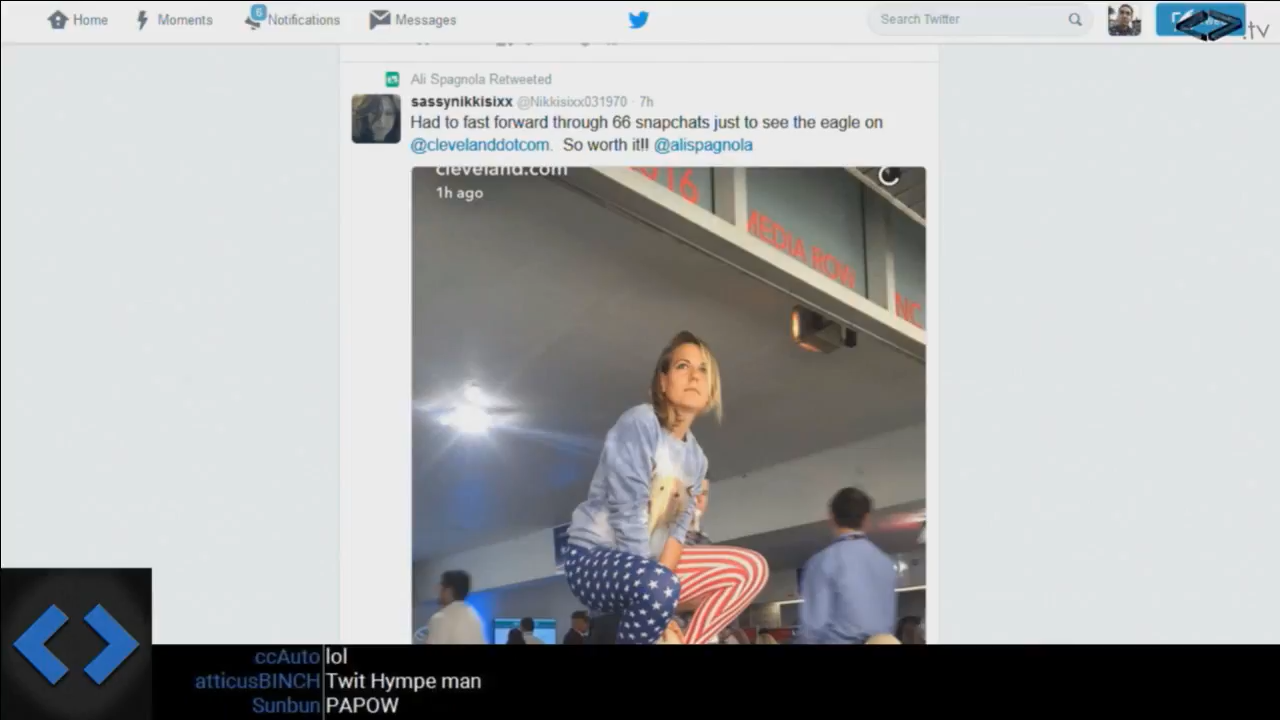 Home Moments 6 Notifications Messages Search Twitter
.tv
Ali Spagnola Retweeted
sassynikkisixx @Nikkisixx031970 · 7h
Had to fast forward through 66 snapchats just to see the eagle on
@clevelanddotcom. So worth it!! @alispagnola
cleveland.com
1h ago
MEDIA ROW
ccAuto lol
atticusBINCH Twit Hympe man
Sunbun PAPOW